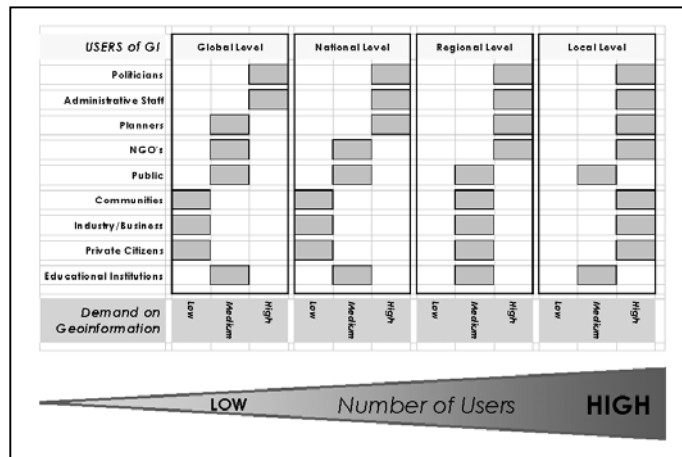 USERS of GI Global Level National Level Regional Level Local Level
Politicians
Administrative Staff
Planners
NGO's
Public
Communities
Industry/Business
Private Citizens
Educational Institutions
Demand on Geoinformation
Low Medium High Low Medium High Low Medium High Low Medium High
LOW Number of Users HIGH